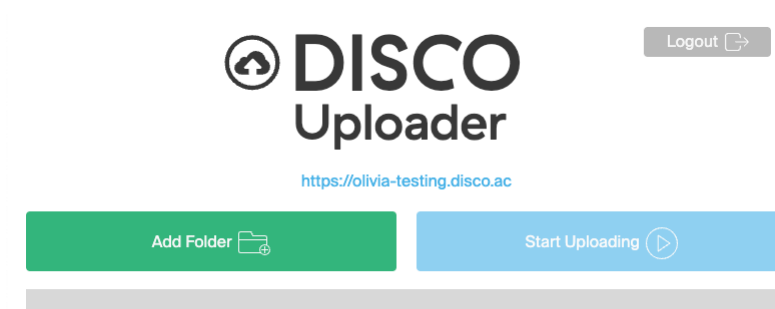 DISCO
Logout
Uploader
https://olivia-testing.disco.ac
Add Folder
Start Uploading